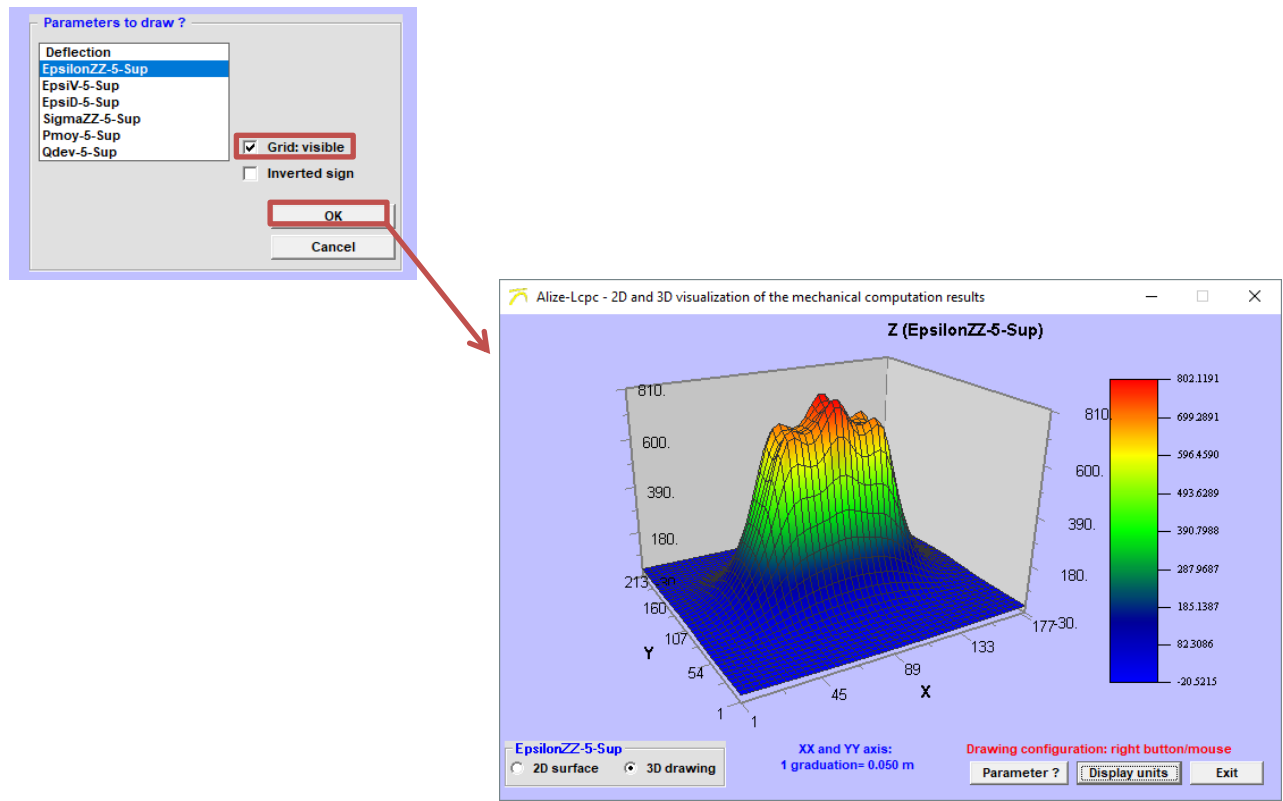 Parameters to draw ?
Deflection
EpsilonZZ-5-Sup
EpsiV-5-Sup
EpsiD-5-Sup
SigmaZZ-5-Sup
Pmoy-5-Sup
Qdev-5-Sup
Grid: visible
Inverted sign
OK
Cancel
Alize-Lcpc - 2D and 3D visualization of the mechanical computation results
Z (EpsilonZZ-5-Sup)
810.
600.
390.
180.
213
160
107
54
1
Y
1
45
89
133
177
X
810
600.
390.
180.
-30.
802.1191
699.2891
596.4590
493.6289
390.7988
287.9687
185.1387
82.3086
-20.5215
EpsilonZZ-5-Sup
2D surface
3D drawing
XX and YY axis:
1 graduation= 0.050 m
Drawing configuration: right button/mouse
Parameter ?
Display units
Exit